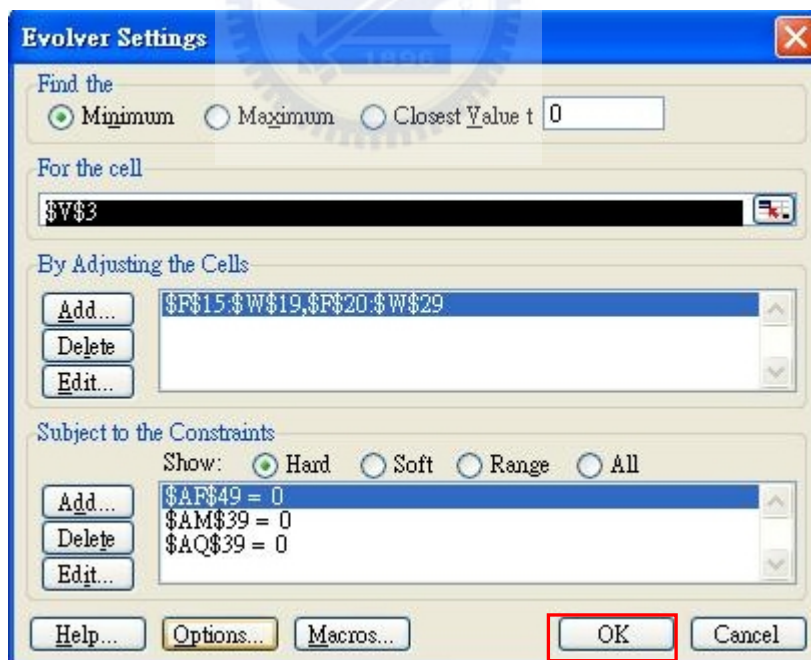 Evolver Settings
Find the
Minimum Maximum Closest Value t 0
For the cell
$V$3
By Adjusting the Cells
Add... $F$15:$W$19,$F$20:$W$29
Delete
Edit...
Subject to the Constraints
Show: Hard Soft Range All
Add... $AF$49 = 0
$AM$39 = 0
Delete $AQ$39 = 0
Edit...
Help... Options... Macros... OK Cancel
1896